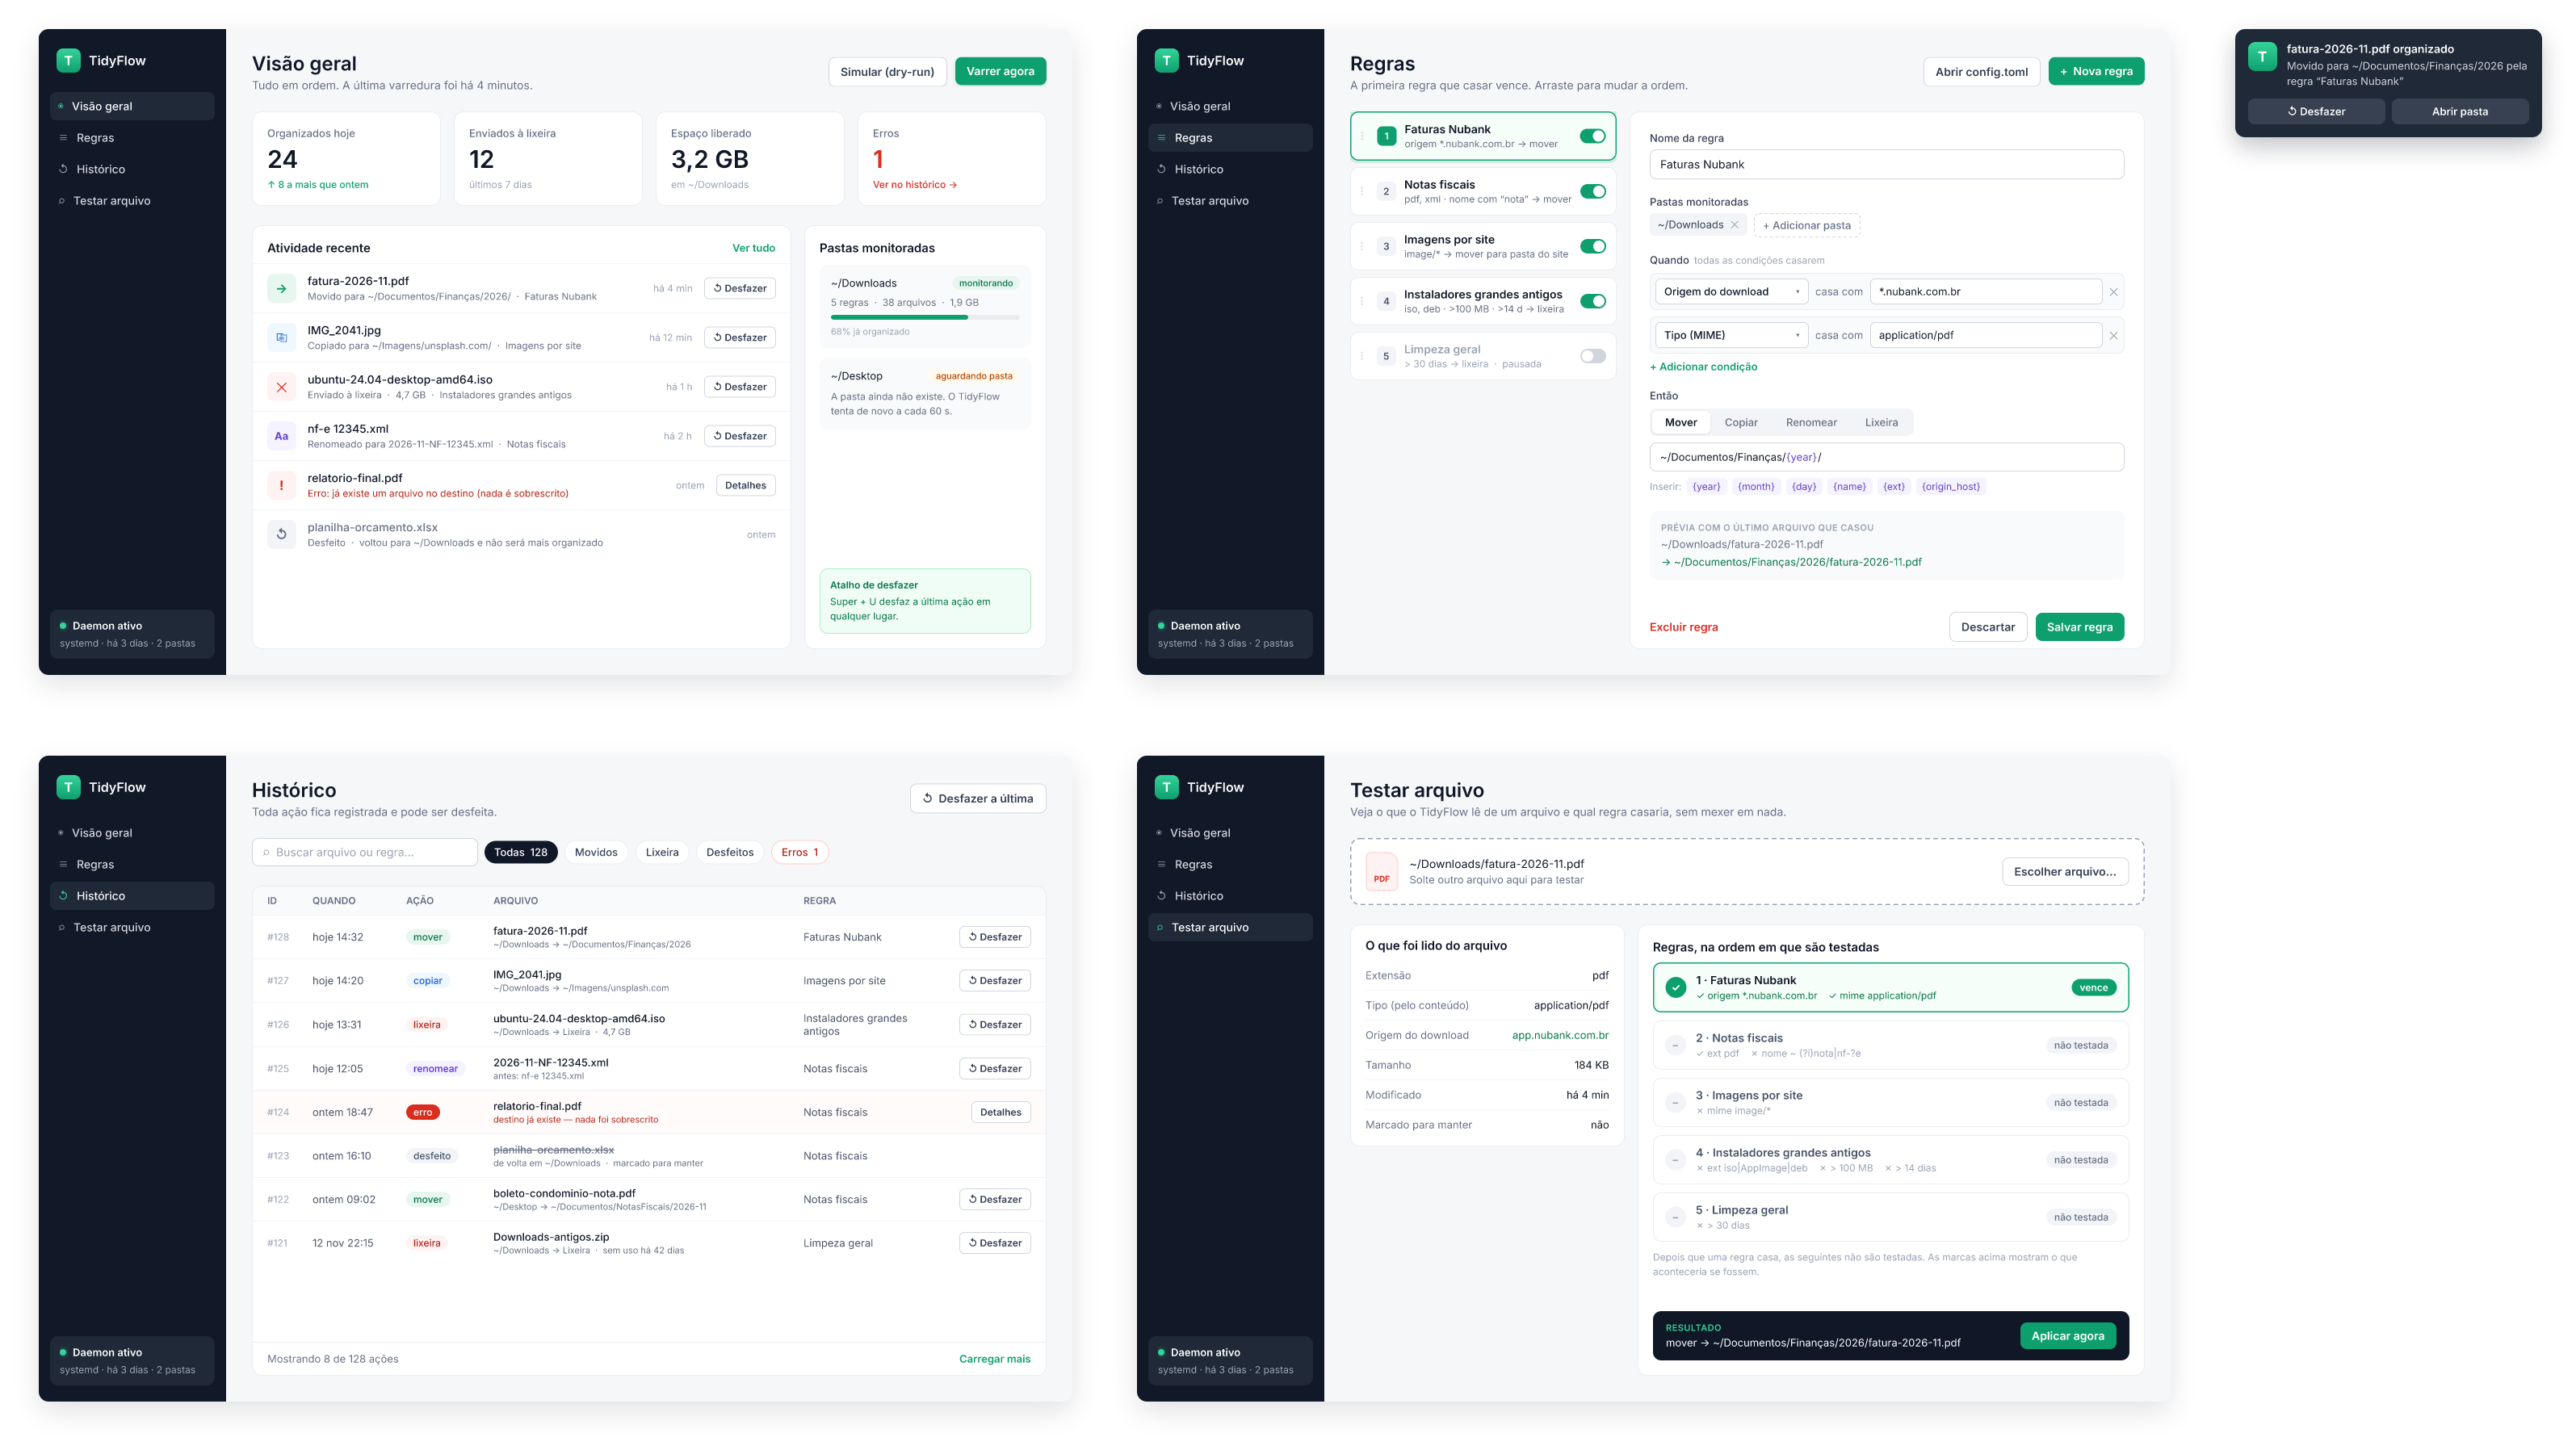 TidyFlow
Visão geral
Regras
Histórico
Testar arquivo
Daemon ativo
systemd · há 3 dias · 2 pastas
Visão geral
Tudo em ordem. A última varredura foi há 4 minutos.
Simular (dry-run)
Varrer agora
Organizados hoje
24
↑ 8 a mais que ontem
Enviados à lixeira
12
últimos 7 dias
Espaço liberado
3,2 GB
em ~/Downloads
Erros
1
Ver no histórico →
Atividade recente
Ver tudo
fatura-2026-11.pdf
Movido para ~/Documentos/Finanças/2026/ · Faturas Nubank
há 4 min
Desfazer
IMG_2041.jpg
Copiado para ~/Imagens/unsplash.com/ · Imagens por site
há 12 min
Desfazer
ubuntu-24.04-desktop-amd64.iso
Enviado à lixeira · 4,7 GB · Instaladores grandes antigos
há 1 h
Desfazer
Aa
nf-e 12345.xml
Renomeado para 2026-11-NF-12345.xml · Notas fiscais
há 2 h
Desfazer
!
relatorio-final.pdf
Erro: já existe um arquivo no destino (nada é sobrescrito)
ontem
Detalhes
planilha-orcamento.xlsx
Desfeito · voltou para ~/Downloads e não será mais organizado
ontem
Pastas monitoradas
~/Downloads
monitorando
5 regras · 38 arquivos · 1,9 GB
68% já organizado
~/Desktop
aguardando pasta
A pasta ainda não existe. O TidyFlow
tenta de novo a cada 60 s.
Atalho de desfazer
Super + U desfaz a última ação em
qualquer lugar.
T
TidyFlow
Visão geral
Regras
Histórico
Testar arquivo
Daemon ativo
systemd · há 3 dias · 2 pastas
Regras
A primeira regra que casar vence. Arraste para mudar a ordem.
Abrir config.toml
+ Nova regra
1
Faturas Nubank
origem *.nubank.com.br → mover
2
Notas fiscais
pdf, xml · nome com “nota” → mover
3
Imagens por site
image/* → mover para pasta do site
4
Instaladores grandes antigos
iso, deb · >100 MB · >14 d → lixeira
5
Limpeza geral
> 30 dias → lixeira · pausada
Nome da regra
Faturas Nubank
Pastas monitoradas
~/Downloads ×
+ Adicionar pasta
Quando todas as condições casarem
Origem do download
casa com
*.nubank.com.br
Tipo (MIME)
casa com
application/pdf
+ Adicionar condição
Então
Mover
Copiar
Renomear
Lixeira
~/Documentos/Finanças/{year}/
Inserir: {year} {month} {day} {name} {ext} {origin_host}
PRÉVIA COM O ÚLTIMO ARQUIVO QUE CASOU
~/Downloads/fatura-2026-11.pdf
→ ~/Documentos/Finanças/2026/fatura-2026-11.pdf
Excluir regra
Descartar
Salvar regra
T
fatura-2026-11.pdf organizado
Movido para ~/Documentos/Finanças/2026 pela
regra “Faturas Nubank”
Desfazer
Abrir pasta
T
TidyFlow
Visão geral
Regras
Histórico
Testar arquivo
Daemon ativo
systemd · há 3 dias · 2 pastas
Histórico
Toda ação fica registrada e pode ser desfeita.
Desfazer a última
Buscar arquivo ou regra...
Todas 128
Movidos
Lixeira
Desfeitos
Erros 1
ID QUANDO AÇÃO ARQUIVO REGRA
#128 hoje 14:32 mover
fatura-2026-11.pdf
~/Downloads → ~/Documentos/Finanças/2026
Faturas Nubank
Desfazer
#127 hoje 14:20 copiar
IMG_2041.jpg
~/Downloads → ~/Imagens/unsplash.com
Imagens por site
Desfazer
#126 hoje 13:31 lixeira
ubuntu-24.04-desktop-amd64.iso
~/Downloads → Lixeira · 4,7 GB
Instaladores grandes
antigos
Desfazer
#125 hoje 12:05 renomear
2026-11-NF-12345.xml
antes: nf-e 12345.xml
Notas fiscais
Desfazer
#124 ontem 18:47 erro
relatorio-final.pdf
destino já existe — nada foi sobrescrito
Notas fiscais
Detalhes
#123 ontem 16:10 desfeito
planilha-orcamento.xlsx
de volta em ~/Downloads · marcado para manter
Notas fiscais
#122 ontem 09:02 mover
boleto-condominio-nota.pdf
~/Desktop → ~/Documentos/NotasFiscais/2026-11
Notas fiscais
Desfazer
#121 12 nov 22:15 lixeira
Downloads-antigos.zip
~/Downloads → Lixeira · sem uso há 42 dias
Limpeza geral
Desfazer
Mostrando 8 de 128 ações
Carregar mais
T
TidyFlow
Visão geral
Regras
Histórico
Testar arquivo
Daemon ativo
systemd · há 3 dias · 2 pastas
Testar arquivo
Veja o que o TidyFlow lê de um arquivo e qual regra casaria, sem mexer em nada.
PDF
~/Downloads/fatura-2026-11.pdf
Solte outro arquivo aqui para testar
Escolher arquivo...
O que foi lido do arquivo
Extensão pdf
Tipo (pelo conteúdo) application/pdf
Origem do download app.nubank.com.br
Tamanho 184 KB
Modificado há 4 min
Marcado para manter não
Regras, na ordem em que são testadas
1 · Faturas Nubank
✓ origem *.nubank.com.br ✓ mime application/pdf
vence
2 · Notas fiscais
✓ ext pdf × nome ~ (?i)nota|nf-?e
não testada
3 · Imagens por site
× mime image/*
não testada
4 · Instaladores grandes antigos
× ext iso|AppImage|deb × > 100 MB × > 14 dias
não testada
5 · Limpeza geral
× > 30 dias
não testada
Depois que uma regra casa, as seguintes não são testadas. As marcas acima mostram o que
aconteceria se fossem.
RESULTADO
mover → ~/Documentos/Finanças/2026/fatura-2026-11.pdf
Aplicar agora